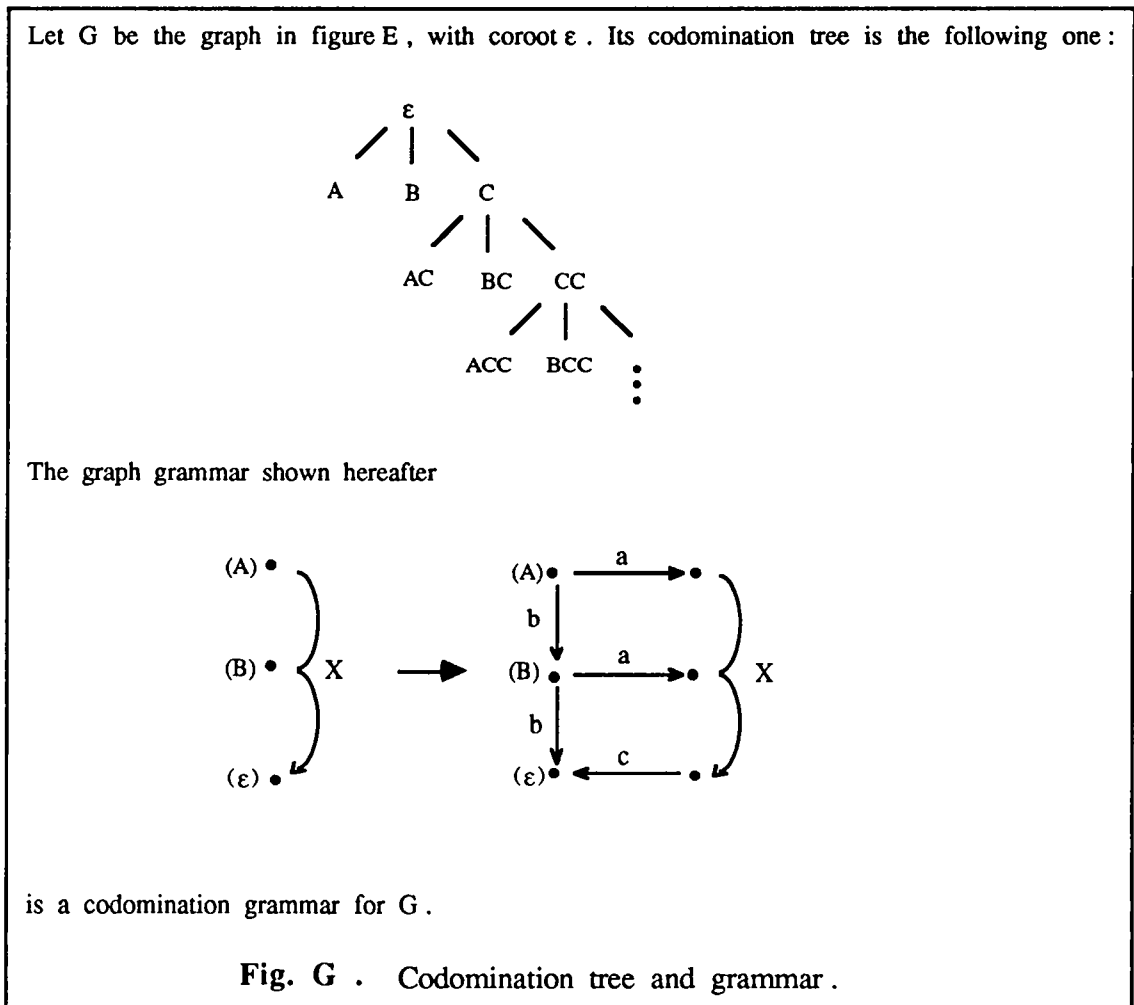 Let G be the graph in figure E , with coroot ε . Its codomination tree is the following one :
ε
A B C
AC BC CC
ACC BCC
The graph grammar shown hereafter
(A) (A) a
b
(B) X (B) a X
b
(ε) (ε) c
is a codomination grammar for G .
Fig. G . Codomination tree and grammar .